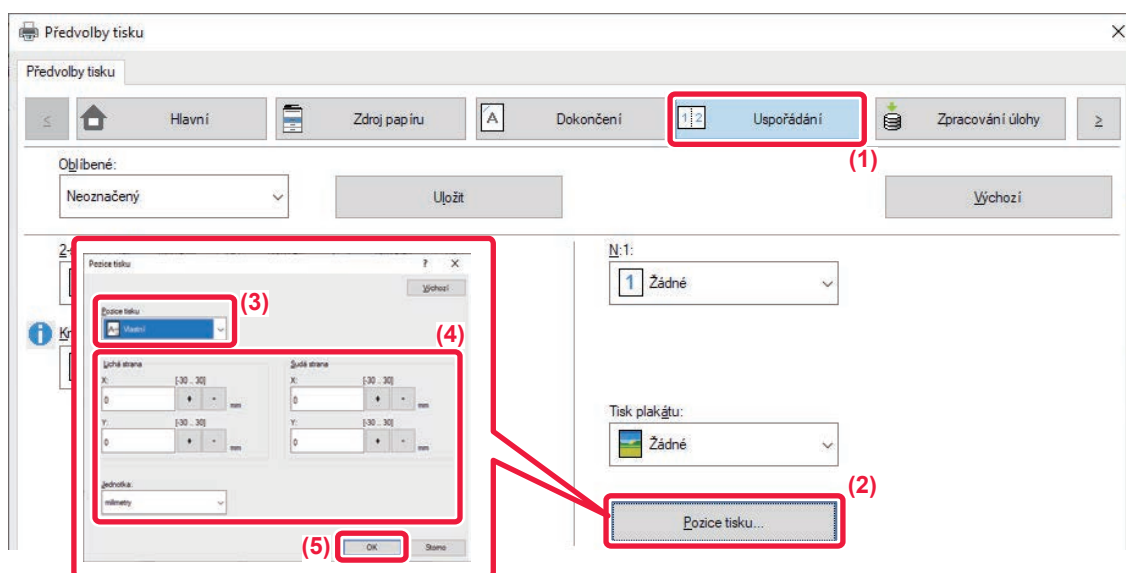 Předvolby tisku
Předvolby tisku
Hlavní
Zdroj papíru
Dokončení
Uspořádání
Zpracování úlohy
(1)
Oblíbené:
Neoznačený
Uložit
Výchozí
2-
Pozice tisku ? X
Výchozí
Pozice tisku
Vlastní
(3)
(4)
Lichá strana
X: [-30 .. 30]
0 + - mm
Y: [-30 .. 30]
0 + - mm
Sudá strana
X: [-30 .. 30]
0 + - mm
Y: [-30 .. 30]
0 + - mm
Jednotka:
milimetry
(5)
OK
Storno
N:1:
1 Žádné
Tisk plakátu:
Žádné
(2)
Pozice tisku...